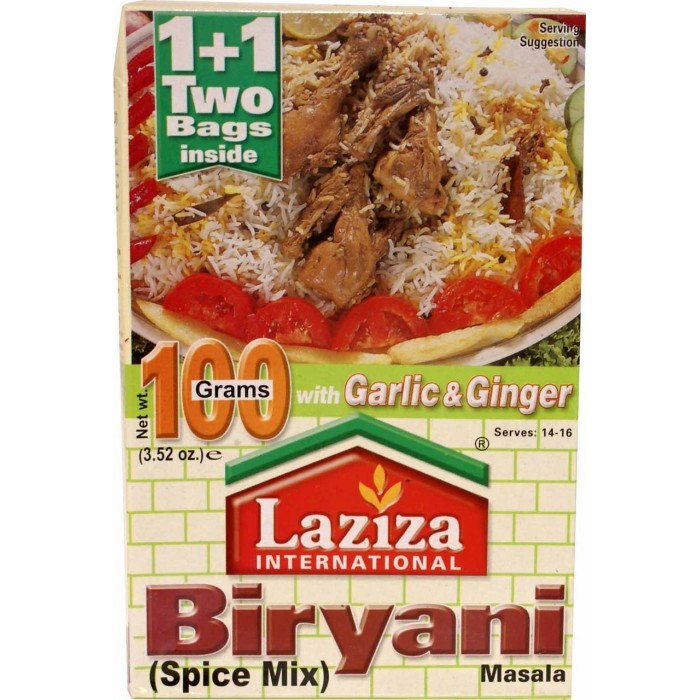 1+1
Two
Bags
inside
Serving
Suggestion
Net wt.
100
Grams
(3.52 oz.) ℮
with Garlic & Ginger
Serves: 14-16
®
Laziza
INTERNATIONAL
Biryani
(Spice Mix)
Masala